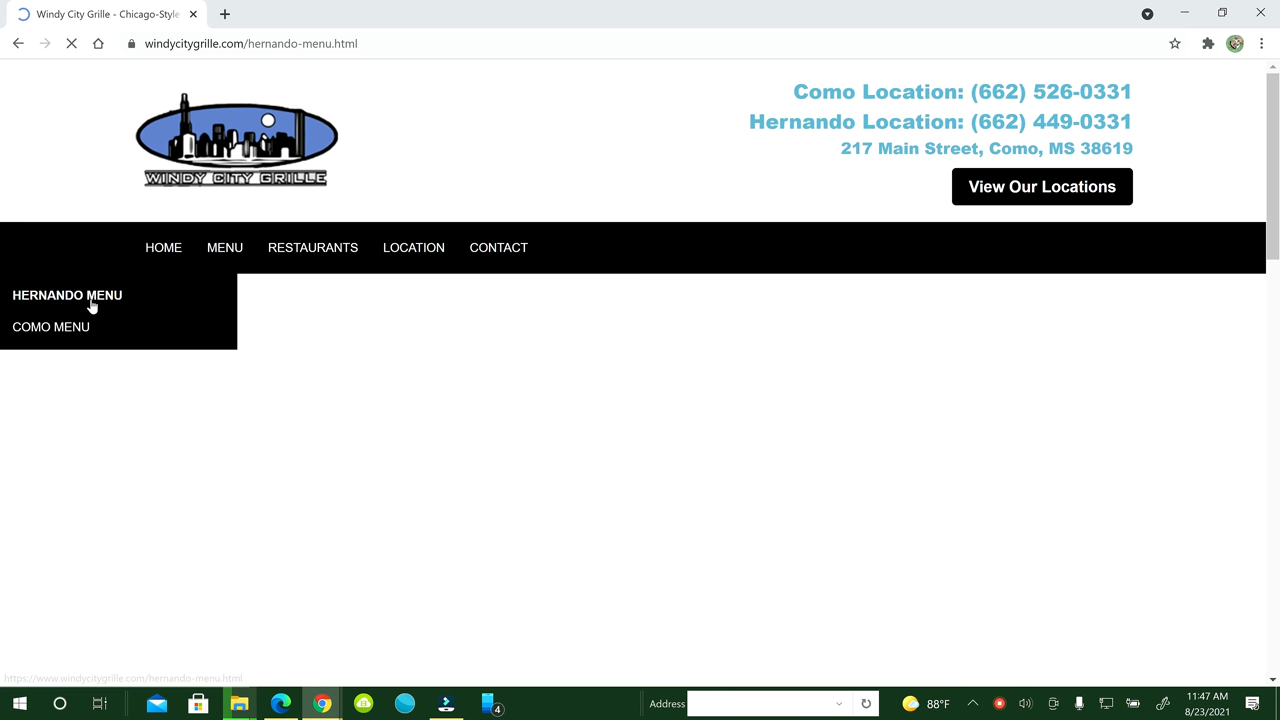 Windy City Grille - Chicago-Style
windycitygrille.com/hernando-menu.html
Como Location: (662) 526-0331
Hernando Location: (662) 449-0331
217 Main Street, Como, MS 38619
View Our Locations
WINDY CITY GRILLE
HOME MENU RESTAURANTS LOCATION CONTACT
HERNANDO MENU
COMO MENU
https://www.windycitygrille.com/hernando-menu.html
4
Address
88°F
11:47 AM
8/23/2021